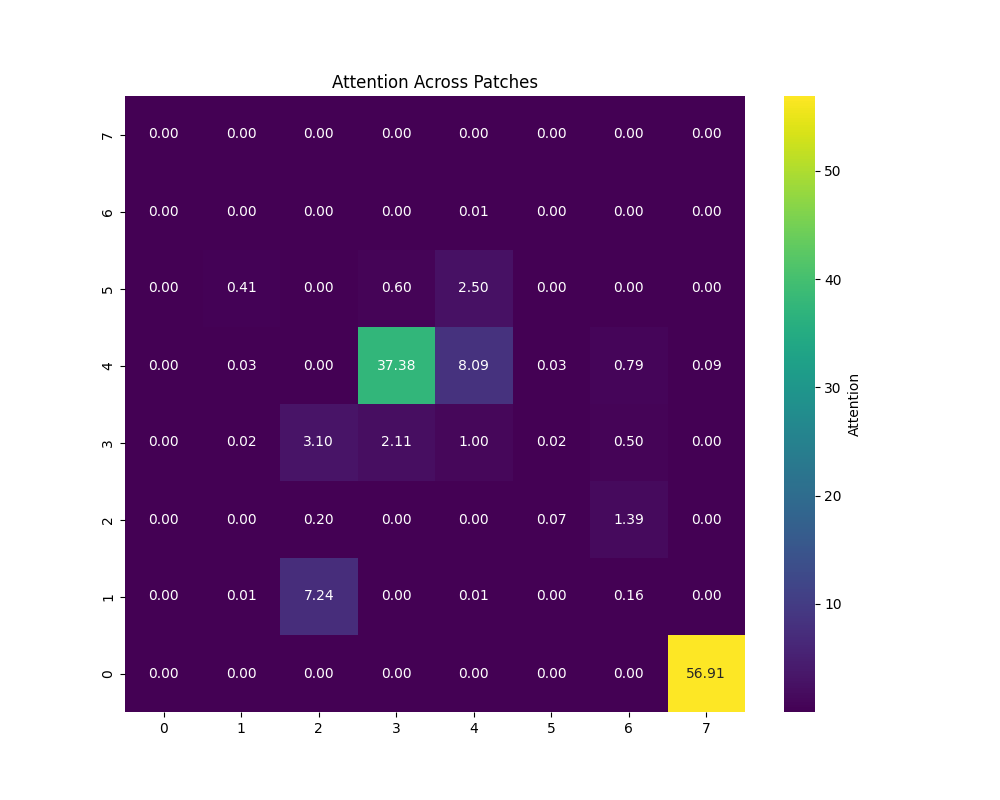 Attention Across Patches
7 0.00 0.00 0.00 0.00 0.00 0.00 0.00 0.00
6 0.00 0.00 0.00 0.00 0.01 0.00 0.00 0.00
5 0.00 0.41 0.00 0.60 2.50 0.00 0.00 0.00
4 0.00 0.03 0.00 37.38 8.09 0.03 0.79 0.09
3 0.00 0.02 3.10 2.11 1.00 0.02 0.50 0.00
2 0.00 0.00 0.20 0.00 0.00 0.07 1.39 0.00
1 0.00 0.01 7.24 0.00 0.01 0.00 0.16 0.00
0 0.00 0.00 0.00 0.00 0.00 0.00 0.00 56.91
0 1 2 3 4 5 6 7
50
40
30
20
10
Attention